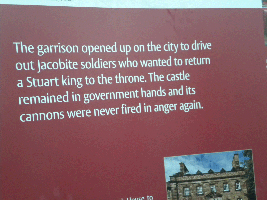 The garrison opened up on the city to drive
out Jacobite soldiers who wanted to return
a Stuart king to the throne. The castle
remained in government hands and its
cannons were never fired in anger again.
to